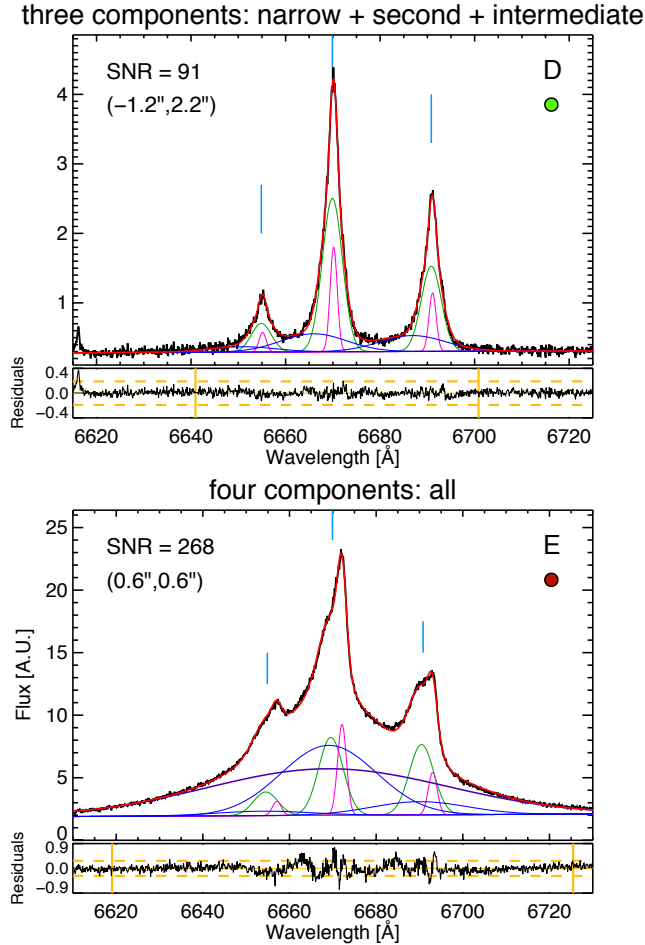 three components: narrow + second + intermediate
SNR = 91
D
(−1.2",2.2")
4
3
2
1
Residuals
0.4
0.0
−0.4
6620 6640 6660 6680 6700 6720
Wavelength [Å]
four components: all
SNR = 268
E
(0.6",0.6")
Flux [A.U.]
25
20
15
10
5
0
Residuals
0.9
0.0
−0.9
6620 6640 6660 6680 6700 6720
Wavelength [Å]